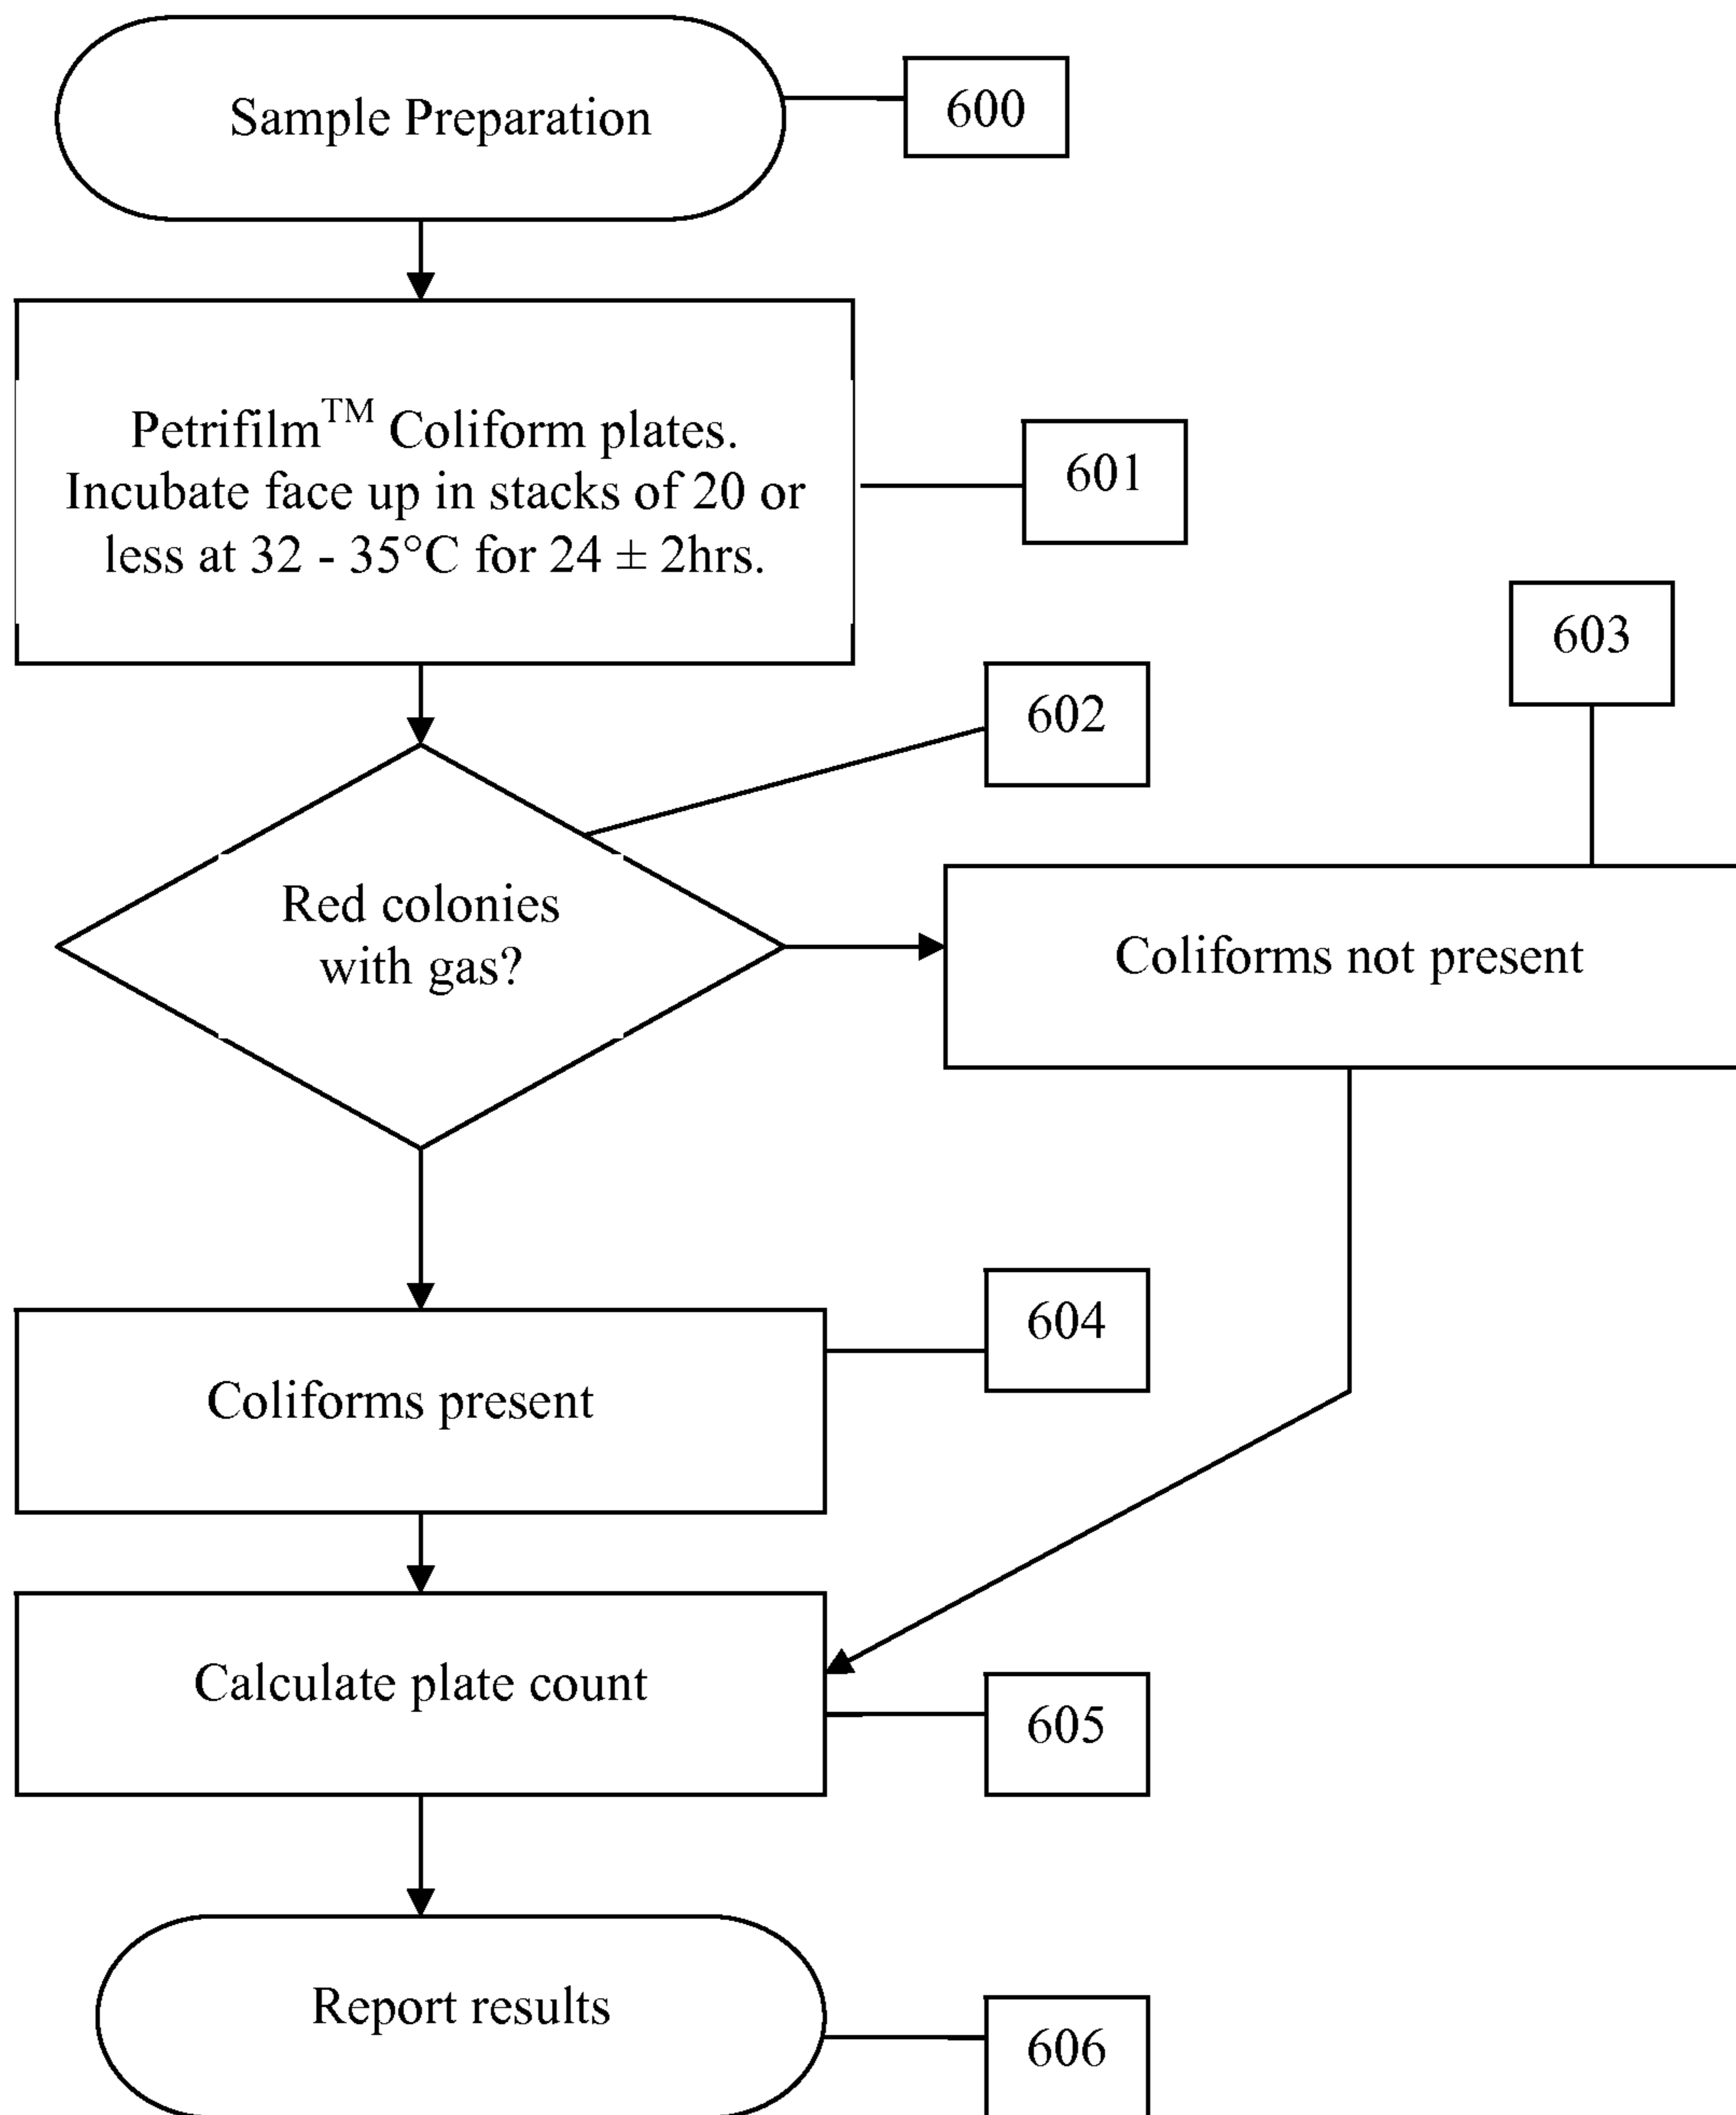 Sample Preparation
600
Petrifilm™ Coliform plates.
Incubate face up in stacks of 20 or
less at 32 - 35°C for 24 ± 2hrs.
601
603
602
Red colonies
with gas?
Coliforms not present
604
Coliforms present
Calculate plate count
605
Report results
606